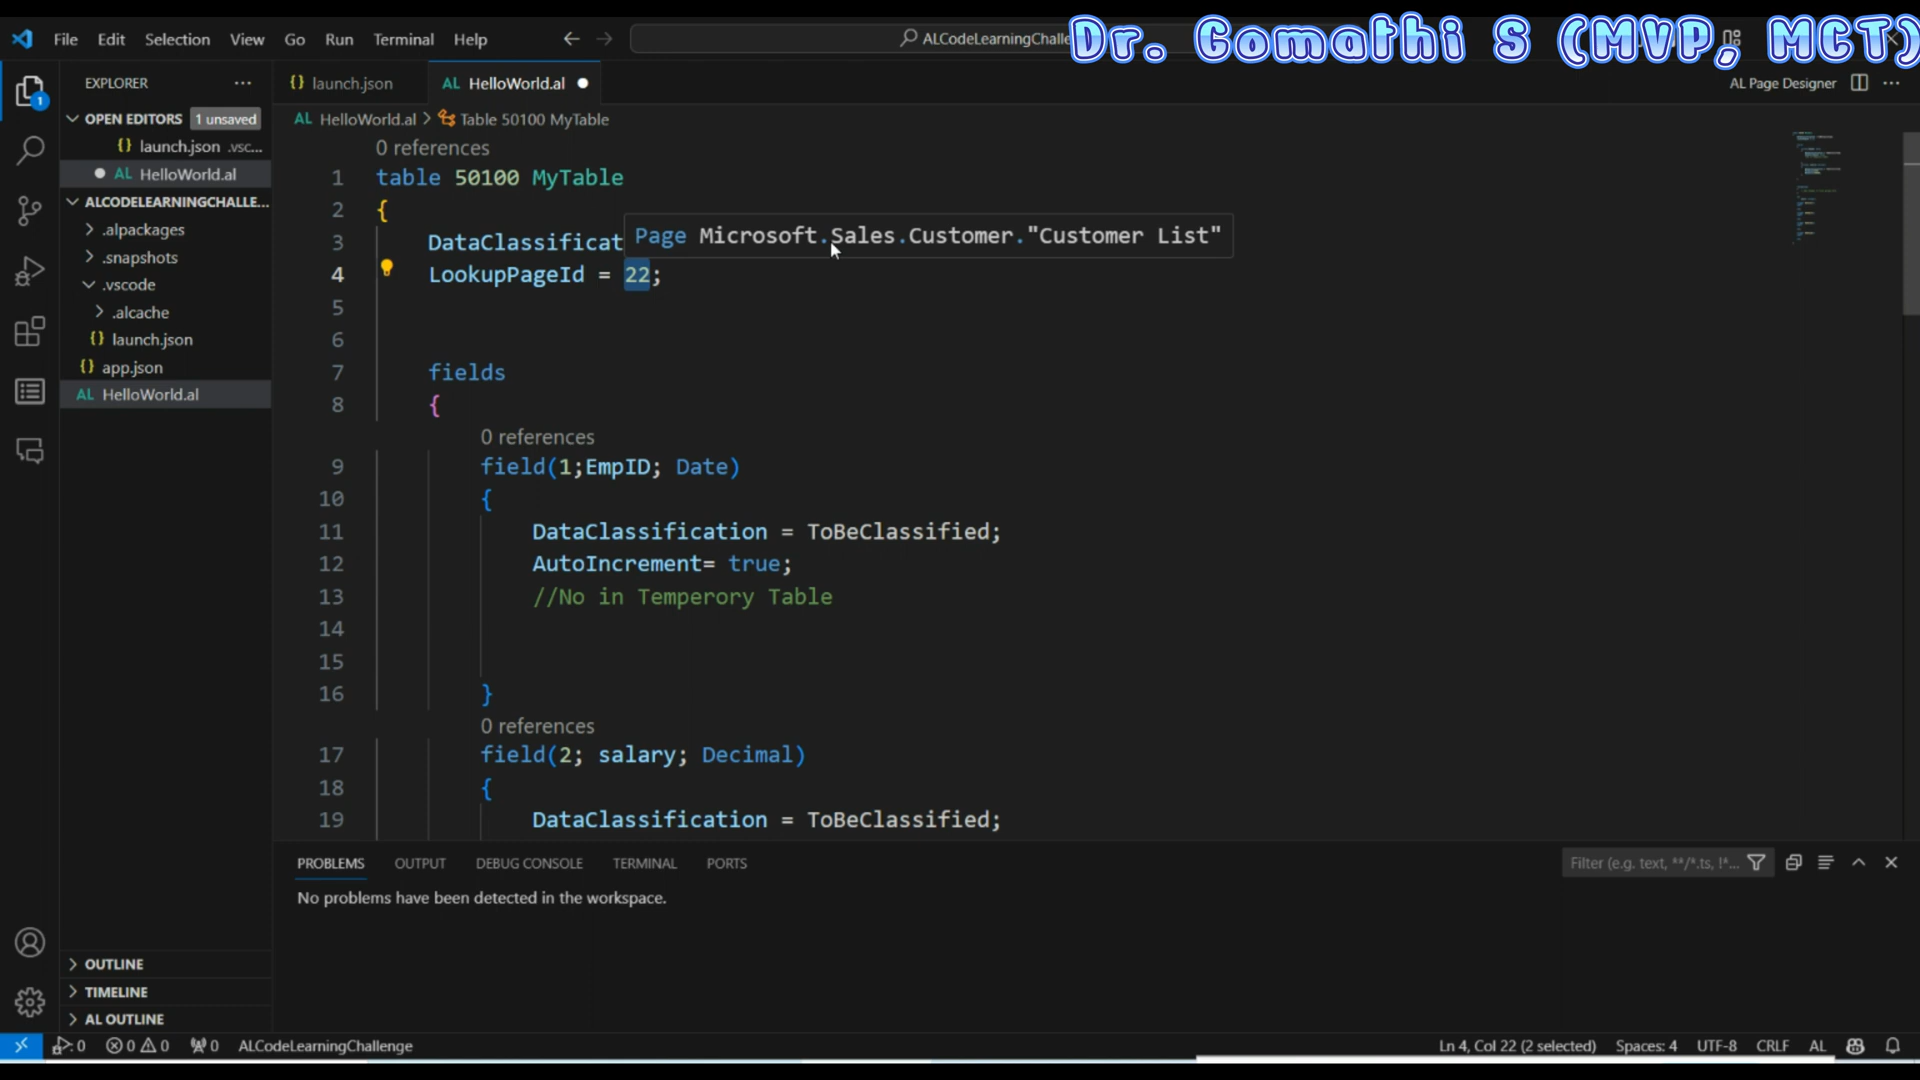 File Edit Selection View Go Run Terminal Help
ALCodeLearningChalle
Dr. Gomathi S (MVP, MCT)
EXPLORER
launch.json
AL HelloWorld.al
AL Page Designer
OPEN EDITORS 1 unsaved
{} launch.json .vsc...
AL HelloWorld.al
ALCODELEARNINGCHALLE...
.alpackages
.snapshots
.vscode
.alcache
{} launch.json
{} app.json
AL HelloWorld.al
OUTLINE
TIMELINE
AL OUTLINE
AL HelloWorld.al > Table 50100 MyTable
0 references
1 table 50100 MyTable
2 {
3 DataClassificat
Page Microsoft.Sales.Customer."Customer List"
4 LookupPageId = 22;
5
6
7 fields
8 {
0 references
9 field(1;EmpID; Date)
10 {
11 DataClassification = ToBeClassified;
12 AutoIncrement= true;
13 //No in Temperory Table
14
15
16 }
0 references
17 field(2; salary; Decimal)
18 {
19 DataClassification = ToBeClassified;
PROBLEMS OUTPUT DEBUG CONSOLE TERMINAL PORTS
Filter (e.g. text, **/*.ts, !*...
No problems have been detected in the workspace.
0 0 0 0 ALCodeLearningChallenge
Ln 4, Col 22 (2 selected) Spaces: 4 UTF-8 CRLF AL